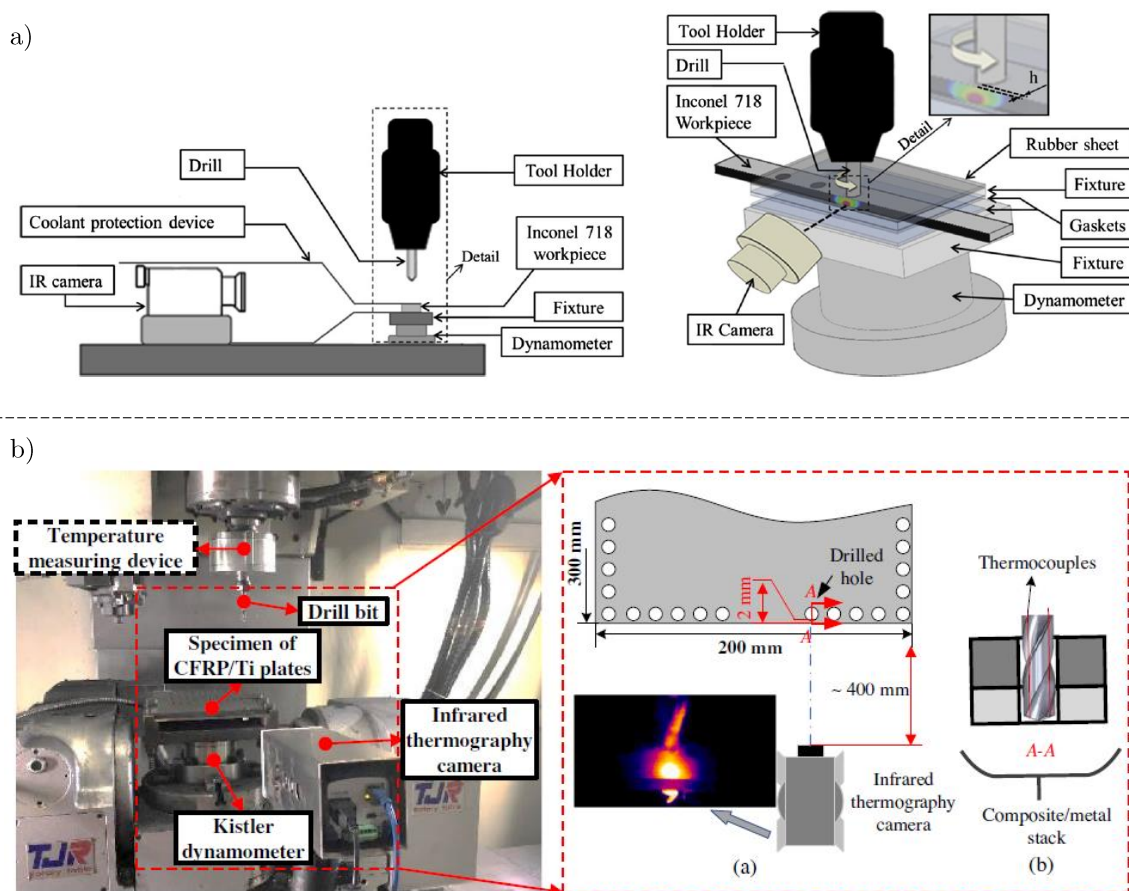 a)
Drill
Tool Holder
Coolant protection device
Inconel 718
workpiece
Detail
IR camera
Fixture
Dynamometer
Tool Holder
Drill
Inconel 718
Workpiece
h
Detail
Rubber sheet
Fixture
Gaskets
Fixture
Dynamometer
IR Camera
b)
Temperature
measuring device
Drill bit
Specimen of
CFRP/Ti plates
Infrared
thermography
camera
Kistler
dynamometer
TJR
TJR
300 mm
2 mm
A
A
Drilled
hole
200 mm
~ 400 mm
Infrared
thermography
camera
(a)
Thermocouples
A-A
Composite/metal
stack
(b)